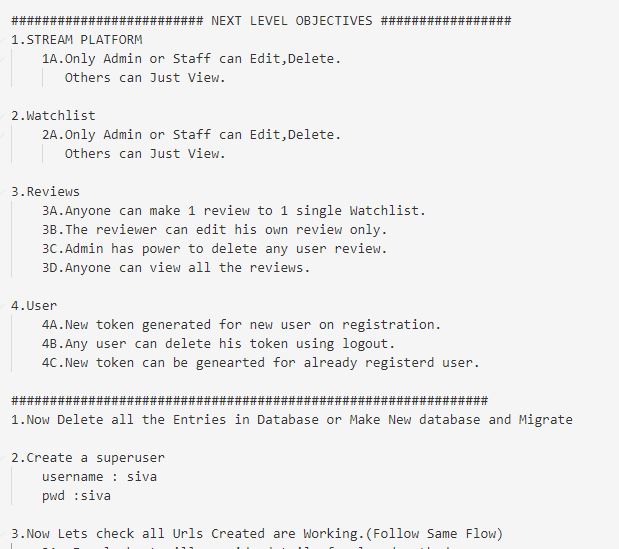 ######################### NEXT LEVEL OBJECTIVES #################
1.STREAM PLATFORM
1A.Only Admin or Staff can Edit,Delete.
Others can Just View.
2.Watchlist
2A.Only Admin or Staff can Edit,Delete.
Others can Just View.
3.Reviews
3A.Anyone can make 1 review to 1 single Watchlist.
3B.The reviewer can edit his own review only.
3C.Admin has power to delete any user review.
3D.Anyone can view all the reviews.
4.User
4A.New token generated for new user on registration.
4B.Any user can delete his token using logout.
4C.New token can be genearted for already registerd user.
##############################################################
1.Now Delete all the Entries in Database or Make New database and Migrate
2.Create a superuser
username : siva
pwd :siva
3.Now Lets check all Urls Created are Working.(Follow Same Flow)